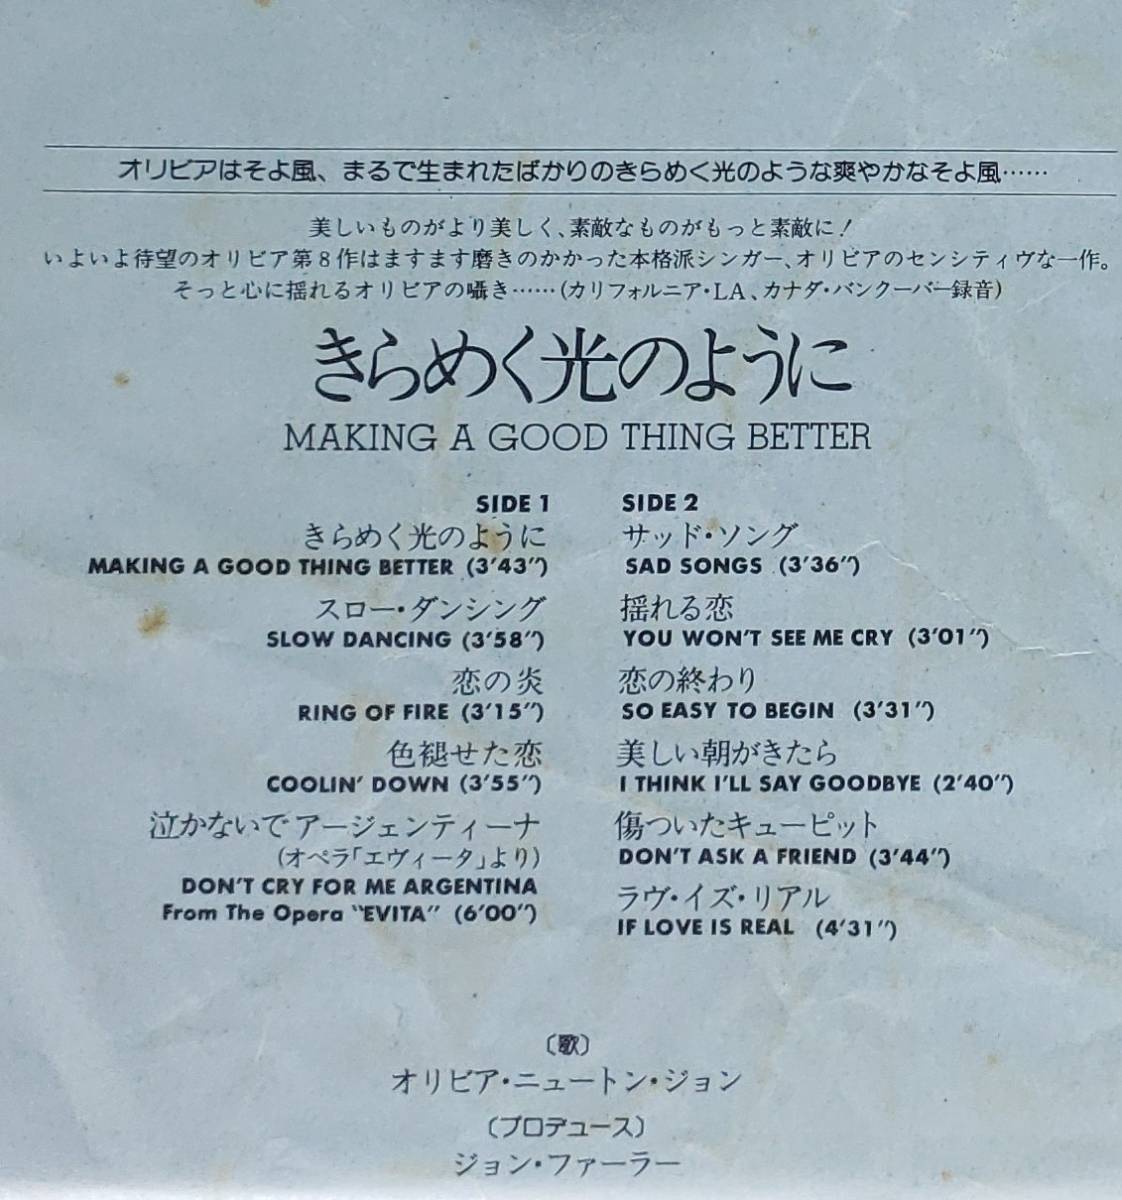 オリビアはそよ風、まるで生まれたばかりのきらめく光のような爽やかなそよ風……
美しいものがより美しく、素敵なものがもっと素敵に!
いよいよ待望のオリビア第8作はますます磨きのかかった本格派シンガー、オリビアのセンシティヴな一作。
そっと心に揺れるオリビアの囁き……(カリフォルニア・LA、カナダ・バンクーバー録音)
きらめく光のように
MAKING A GOOD THING BETTER
SIDE 1
きらめく光のように
MAKING A GOOD THING BETTER (3'43")
スロー・ダンシング
SLOW DANCING (3'58")
恋の炎
RING OF FIRE (3'15")
色褪せた恋
COOLIN' DOWN (3'55")
泣かないでアージェンティーナ
(オペラ「エヴィータ」より)
DON'T CRY FOR ME ARGENTINA
From The Opera "EVITA" (6'00")
SIDE 2
サッド・ソング
SAD SONGS (3'36")
揺れる恋
YOU WON'T SEE ME CRY (3'01")
恋の終わり
SO EASY TO BEGIN (3'31")
美しい朝がきたら
I THINK I'LL SAY GOODBYE (2'40")
傷ついたキューピット
DON'T ASK A FRIEND (3'44")
ラヴ・イズ・リアル
IF LOVE IS REAL (4'31")
〔歌〕
オリビア・ニュートン・ジョン
〔プロデュース〕
ジョン・ファーラー